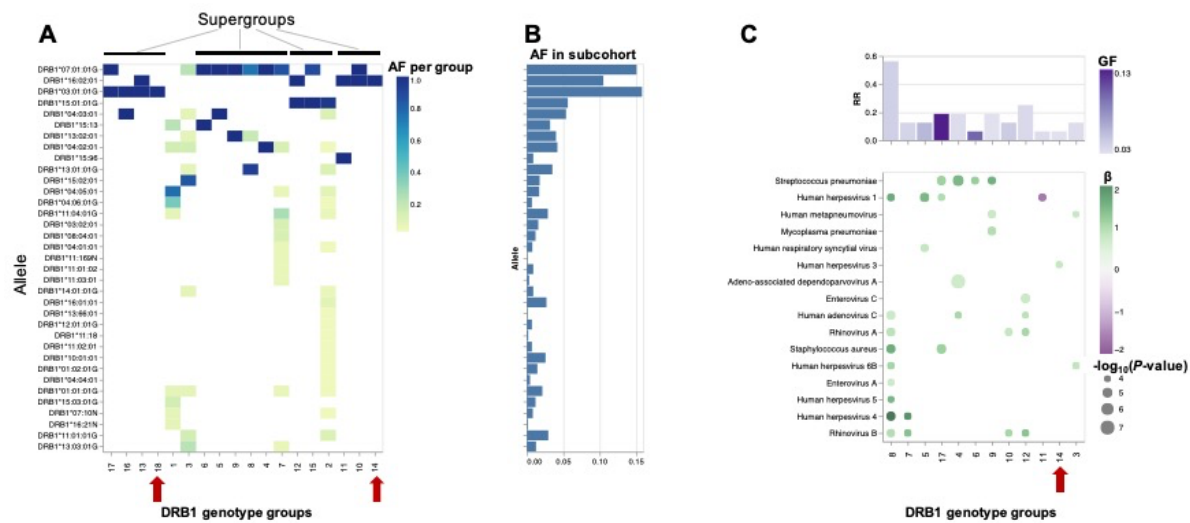 Supergroups
A
AF per group
1.0
0.8
0.6
0.4
0.2
Allele
DRB1*07:01:01G
DRB1*16:02:01
DRB1*03:01:01G
DRB1*15:01:01G
DRB1*04:03:01
DRB1*15:13
DRB1*13:02:01
DRB1*04:02:01
DRB1*15:96
DRB1*13:01:01G
DRB1*15:02:01
DRB1*04:05:01
DRB1*04:06:01G
DRB1*11:04:01G
DRB1*03:02:01
DRB1*08:04:01
DRB1*04:01:01
DRB1*11:169N
DRB1*11:01:02
DRB1*11:03:01
DRB1*14:01:01G
DRB1*16:01:01
DRB1*13:66:01
DRB1*12:01:01G
DRB1*11:18
DRB1*11:02:01
DRB1*10:01:01
DRB1*01:02:01G
DRB1*04:04:01
DRB1*01:01:01G
DRB1*15:03:01G
DRB1*07:10N
DRB1*16:21N
DRB1*11:01:01G
DRB1*13:03:01G
17 16 13 18 1 3 6 5 9 8 4 7 12 15 2 11 10 14
DRB1 genotype groups
B
AF in subcohort
Allele
0.00 0.05 0.10 0.15
C
RR
0.6
0.4
0.2
0.0
GF
0.13
0.03
Streptococcus pneumoniae
Human herpesvirus 1
Human metapneumovirus
Mycoplasma pneumoniae
Human respiratory syncytial virus
Human herpesvirus 3
Adeno-associated dependoparvovirus A
Enterovirus C
Human adenovirus C
Rhinovirus A
Staphylococcus aureus
Human herpesvirus 6B
Enterovirus A
Human herpesvirus 5
Human herpesvirus 4
Rhinovirus B
8 7 5 17 4 6 9 10 12 11 14 3
DRB1 genotype groups
β
2
1
0
-1
-2
-log10(P-value)
4
5
6
7